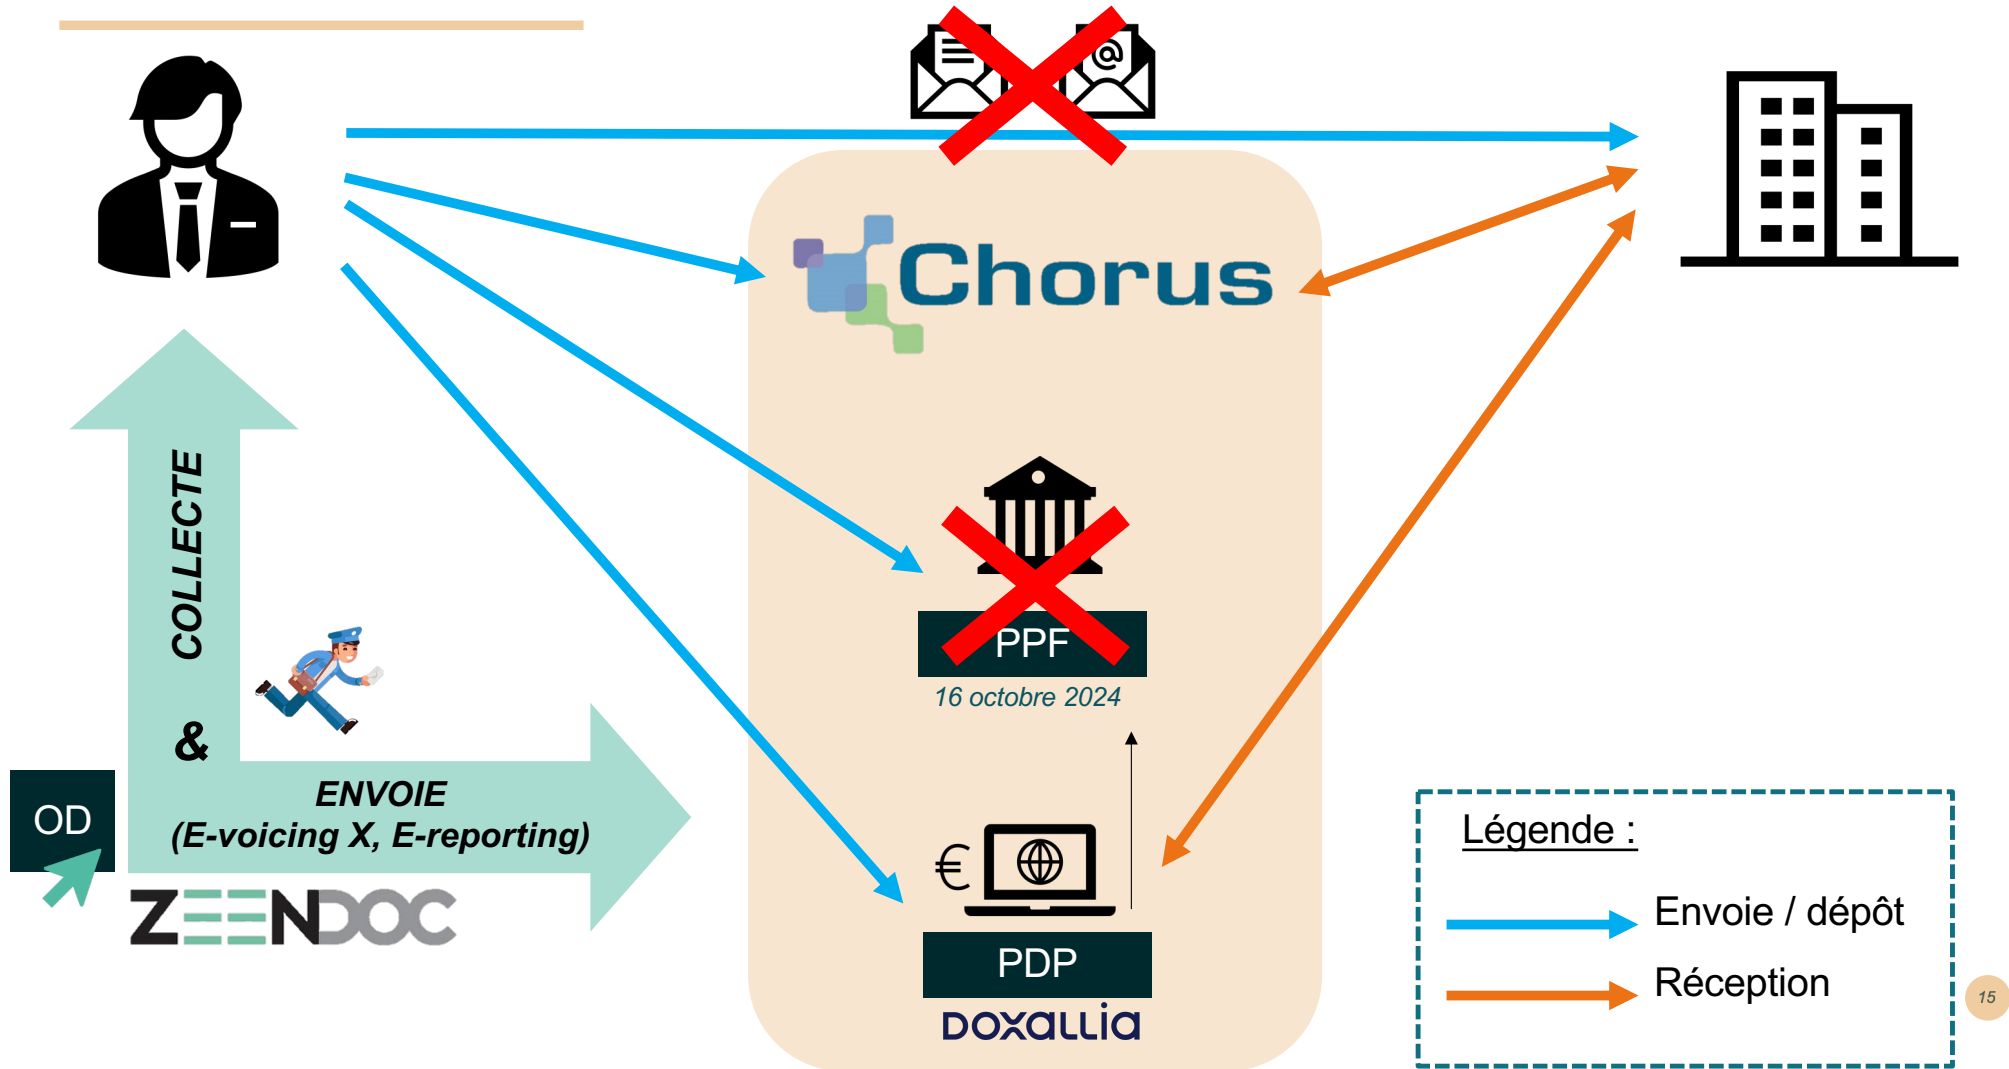 @
Chorus
COLLECTE
&
PPF
16 octobre 2024
OD
ENVOIE
(E-voicing X, E-reporting)
ZEENDOC
€
PDP
DOXALLIA
Légende :
Envoie / dépôt
Réception
15